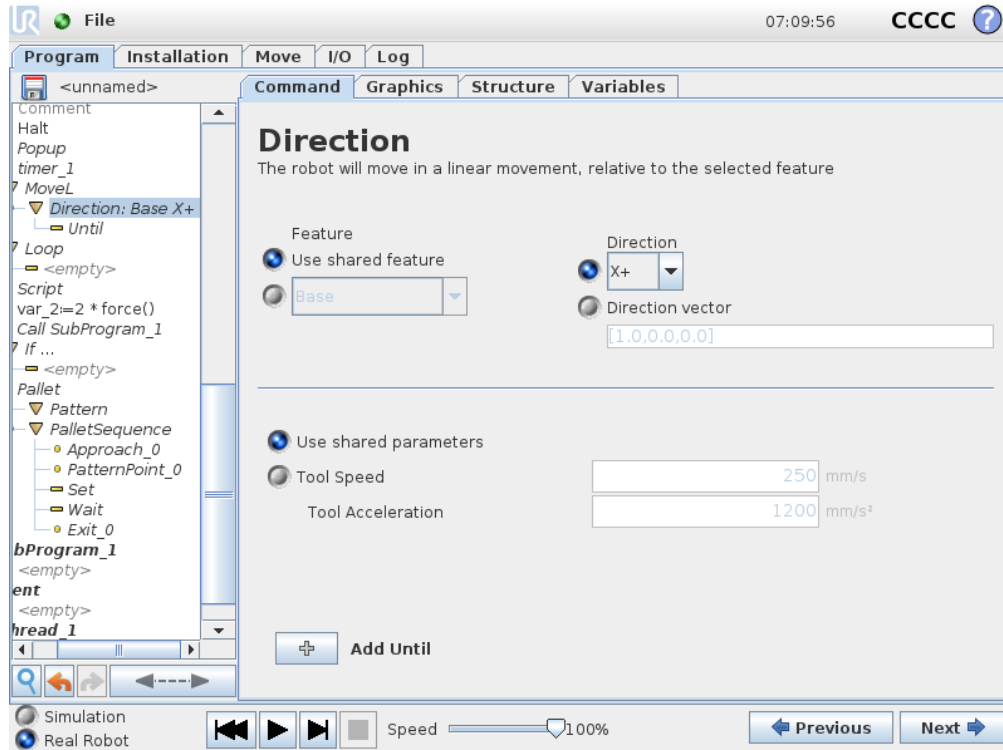 UR File 07:09:56 CCCC ?
Program Installation Move I/O Log
<unnamed> Command Graphics Structure Variables
Comment
Halt
Popup
timer_1
MoveL
Direction: Base X+
Until
Loop
<empty>
Script
var_2:=2 * force()
Call SubProgram_1
If ...
<empty>
Pallet
Pattern
PalletSequence
Approach_0
PatternPoint_0
Set
Wait
Exit_0
bProgram_1
<empty>
ent
<empty>
hread_1
Direction
The robot will move in a linear movement, relative to the selected feature
Feature
Use shared feature
Base
Direction
X+
Direction vector
[1.0,0.0,0.0]
Use shared parameters
Tool Speed 250 mm/s
Tool Acceleration 1200 mm/s²
Add Until
Simulation
Real Robot
Speed 100%
Previous Next